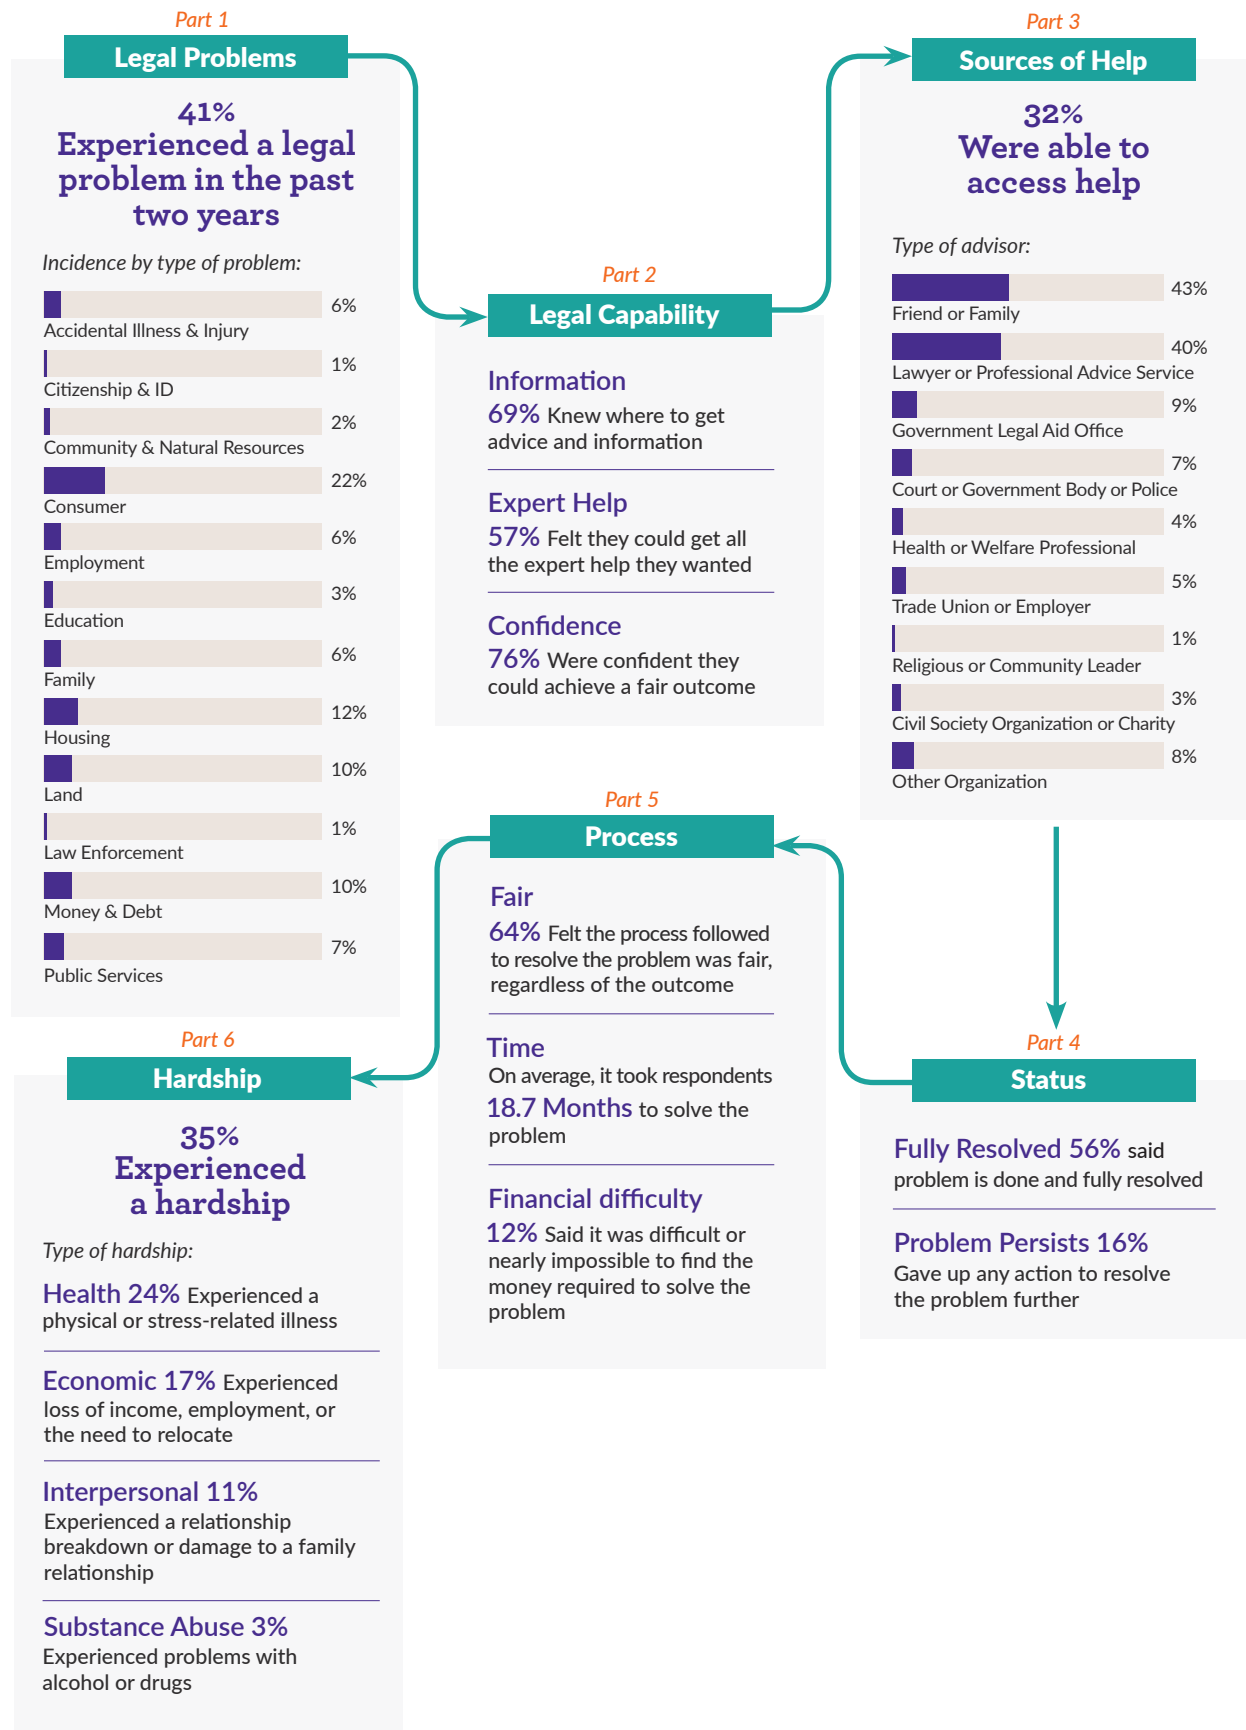 Part 1
Legal Problems
41%
Experienced a legal
problem in the past
two years
Incidence by type of problem:
6%
Accidental Illness & Injury
1%
Citizenship & ID
2%
Community & Natural Resources
22%
Consumer
6%
Employment
3%
Education
6%
Family
12%
Housing
10%
Land
1%
Law Enforcement
10%
Money & Debt
7%
Public Services
Part 2
Legal Capability
Information
69% Knew where to get
advice and information
Expert Help
57% Felt they could get all
the expert help they wanted
Confidence
76% Were confident they
could achieve a fair outcome
Part 3
Sources of Help
32%
Were able to
access help
Type of advisor:
43%
Friend or Family
40%
Lawyer or Professional Advice Service
9%
Government Legal Aid Office
7%
Court or Government Body or Police
4%
Health or Welfare Professional
5%
Trade Union or Employer
1%
Religious or Community Leader
3%
Civil Society Organization or Charity
8%
Other Organization
Part 4
Status
Fully Resolved 56% said
problem is done and fully resolved
Problem Persists 16%
Gave up any action to resolve
the problem further
Part 5
Process
Fair
64% Felt the process followed
to resolve the problem was fair,
regardless of the outcome
Time
On average, it took respondents
18.7 Months to solve the
problem
Financial difficulty
12% Said it was difficult or
nearly impossible to find the
money required to solve the
problem
Part 6
Hardship
35%
Experienced
a hardship
Type of hardship:
Health 24% Experienced a
physical or stress-related illness
Economic 17% Experienced
loss of income, employment, or
the need to relocate
Interpersonal 11%
Experienced a relationship
breakdown or damage to a family
relationship
Substance Abuse 3%
Experienced problems with
alcohol or drugs